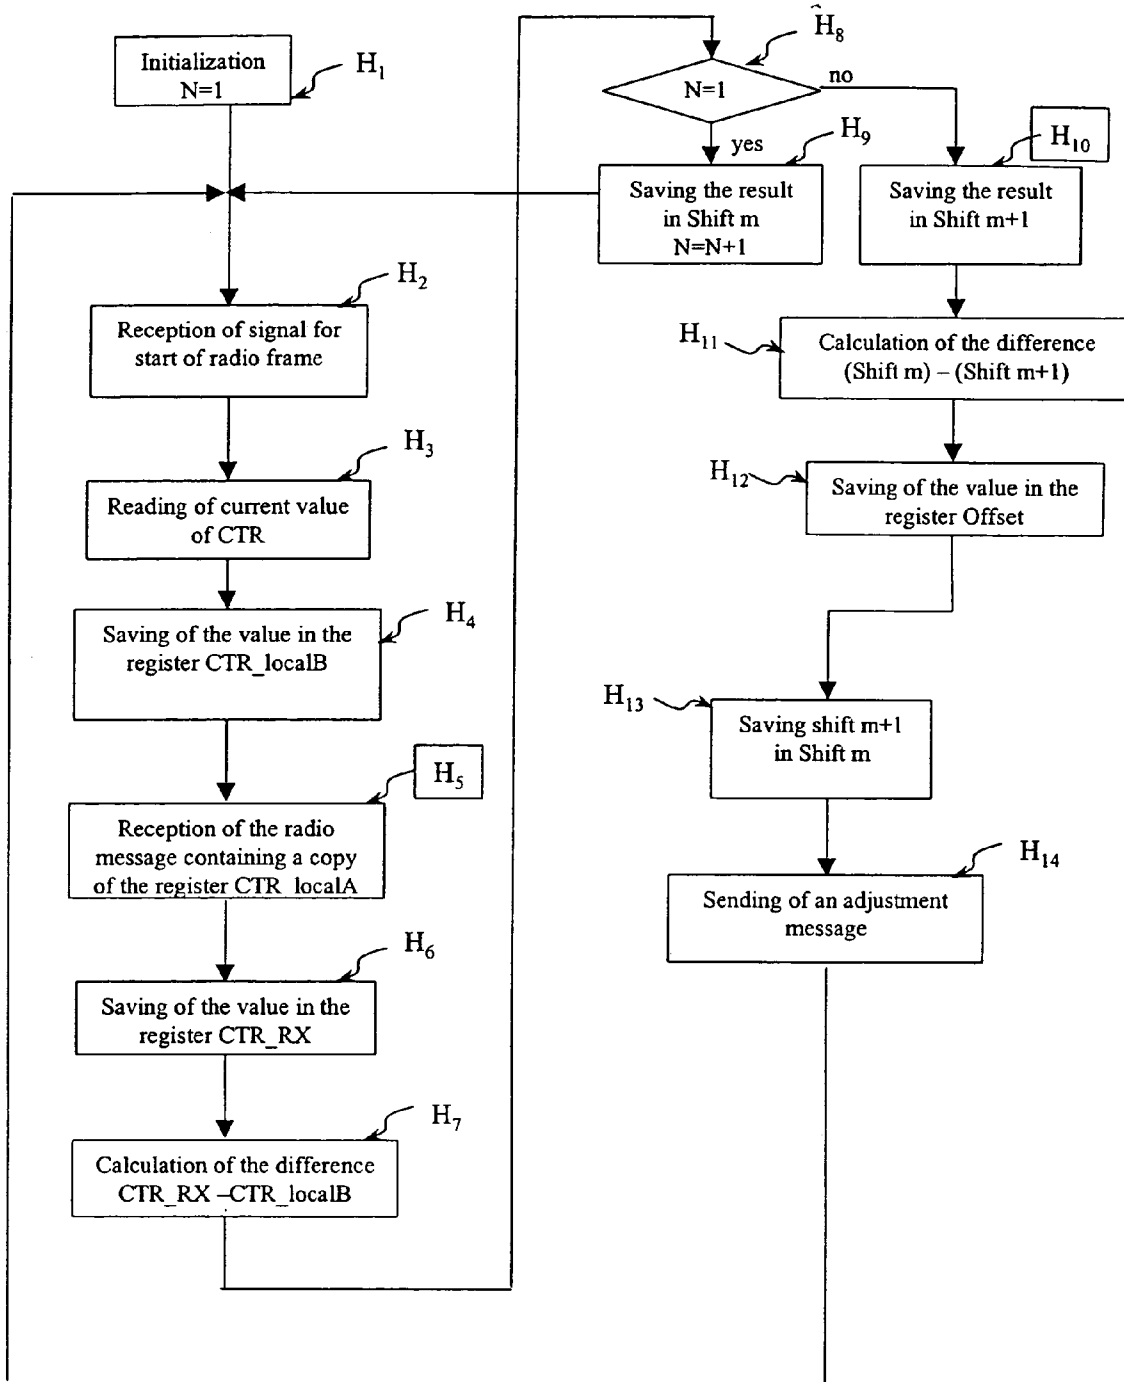 Initialization
N=1
H1
Reception of signal for
start of radio frame
H2
Reading of current value
of CTR
H3
Saving of the value in the
register CTR_localB
H4
Reception of the radio
message containing a copy
of the register CTR_localA
H5
Saving of the value in the
register CTR_RX
H6
Calculation of the difference
CTR_RX –CTR_localB
H7
N=1
H8
no
yes
Saving the result
in Shift m
N=N+1
H9
Saving the result
in Shift m+1
H10
Calculation of the difference
(Shift m) – (Shift m+1)
H11
Saving of the value in the
register Offset
H12
Saving shift m+1
in Shift m
H13
Sending of an adjustment
message
H14